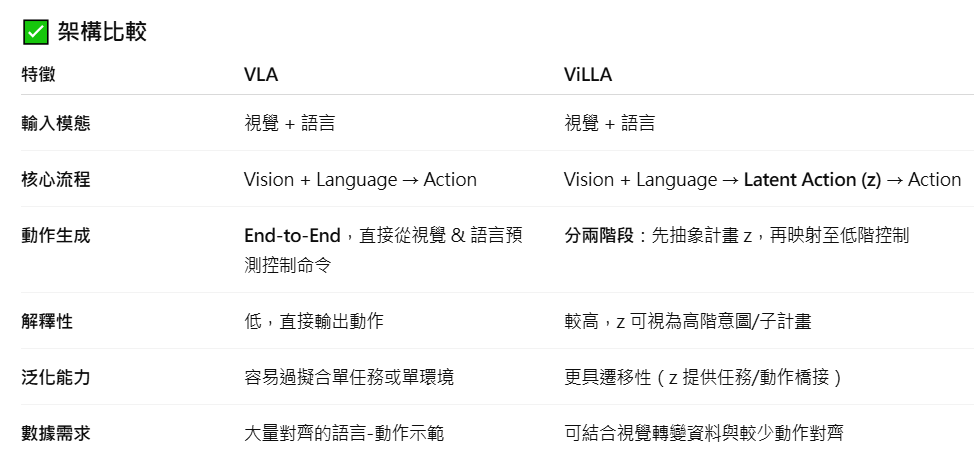 ✅ 架構比較
特徵 VLA ViLLA
輸入模態 視覺 + 語言 視覺 + 語言
核心流程 Vision + Language → Action Vision + Language → Latent Action (z) → Action
動作生成 End-to-End，直接從視覺 & 語言預 分兩階段：先抽象計畫 z，再映射至低階控制
測控制命令
解釋性 低，直接輸出動作 較高，z 可視為高階意圖/子計畫
泛化能力 容易過擬合單任務或單環境 更具遷移性（z 提供任務/動作橋接）
數據需求 大量對齊的語言-動作示範 可結合視覺轉變資料與較少動作對齊